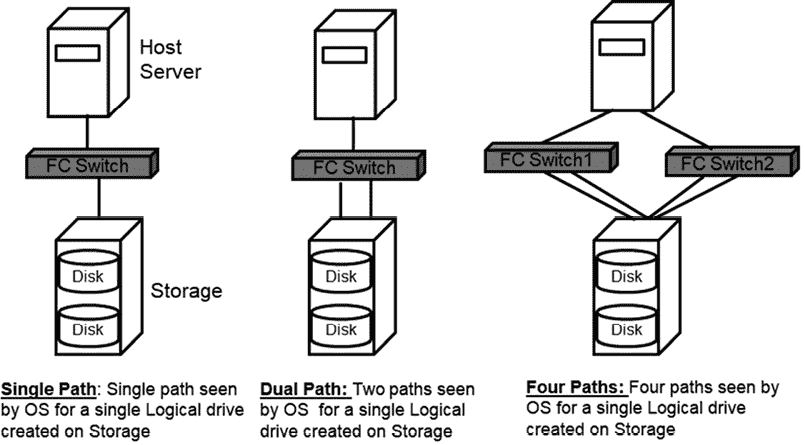 Host
Server
FC Switch
FC Switch
FC Switch1
FC Switch2
Disk
Disk
Storage
Disk
Disk
Disk
Disk
Single Path: Single path seen
by OS for a single Logical drive
created on Storage
Dual Path: Two paths seen
by OS for a single Logical
drive created on Storage
Four Paths: Four paths seen by
OS for a single Logical drive
created on Storage